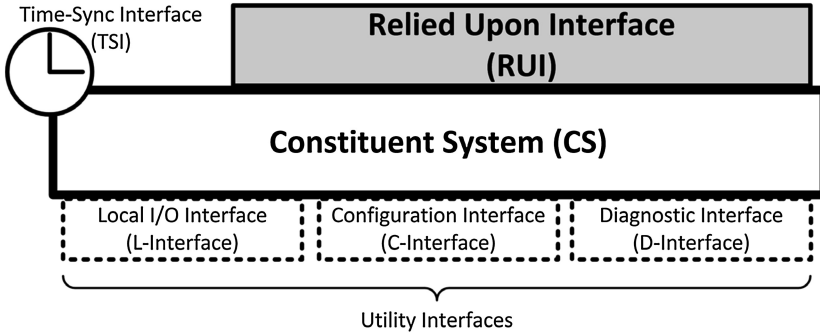 Time-Sync Interface
(TSI)
Relied Upon Interface
(RUI)
Constituent System (CS)
Local I/O Interface
(L-Interface)
Configuration Interface
(C-Interface)
Diagnostic Interface
(D-Interface)
Utility Interfaces